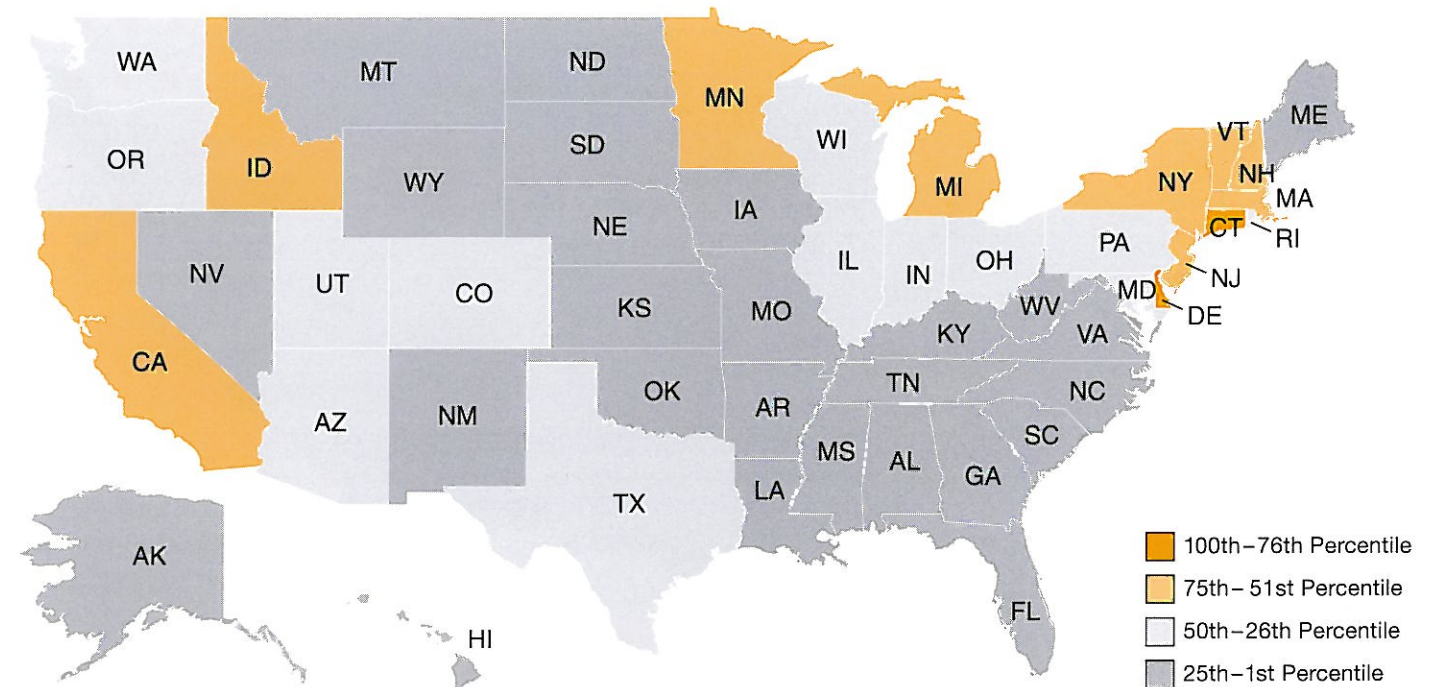 WA
MT
ND
MN
ME
VT
OR
ID
SD
WI
WY
MI
NY
NH
MA
IA
NE
CT
RI
PA
NV
UT
CO
IL
IN
OH
NJ
MD
KS
MO
WV
DE
KY
VA
CA
OK
TN
NC
AZ
NM
AR
SC
MS
AL
GA
LA
TX
AK
FL
HI
100th–76th Percentile
75th–51st Percentile
50th–26th Percentile
25th–1st Percentile